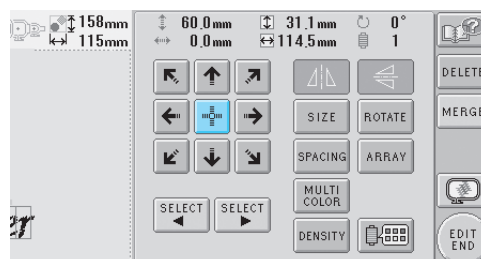 158mm 60.0mm 31.1mm 0°
115mm 0.0mm 114.5mm 1
DELETE
SIZE ROTATE MERGE
SPACING ARRAY
MULTI
COLOR
SELECT SELECT
DENSITY
EDIT
END